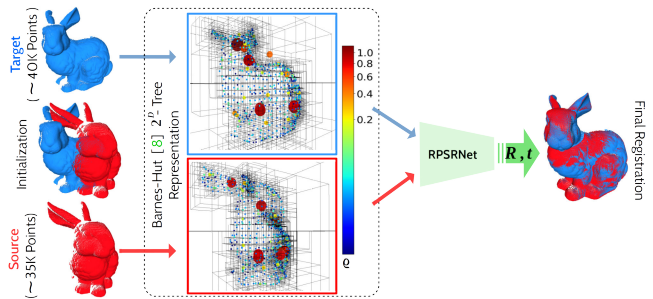 Target
(~ 40K Points)
Initialization
Source
(~35K Points)
Barnes-Hut [8] 2ᴰ- Tree
Representation
1.0
0.8
0.6
0.4
0.2
ϱ
RPSRNet
R, t
Final Registration